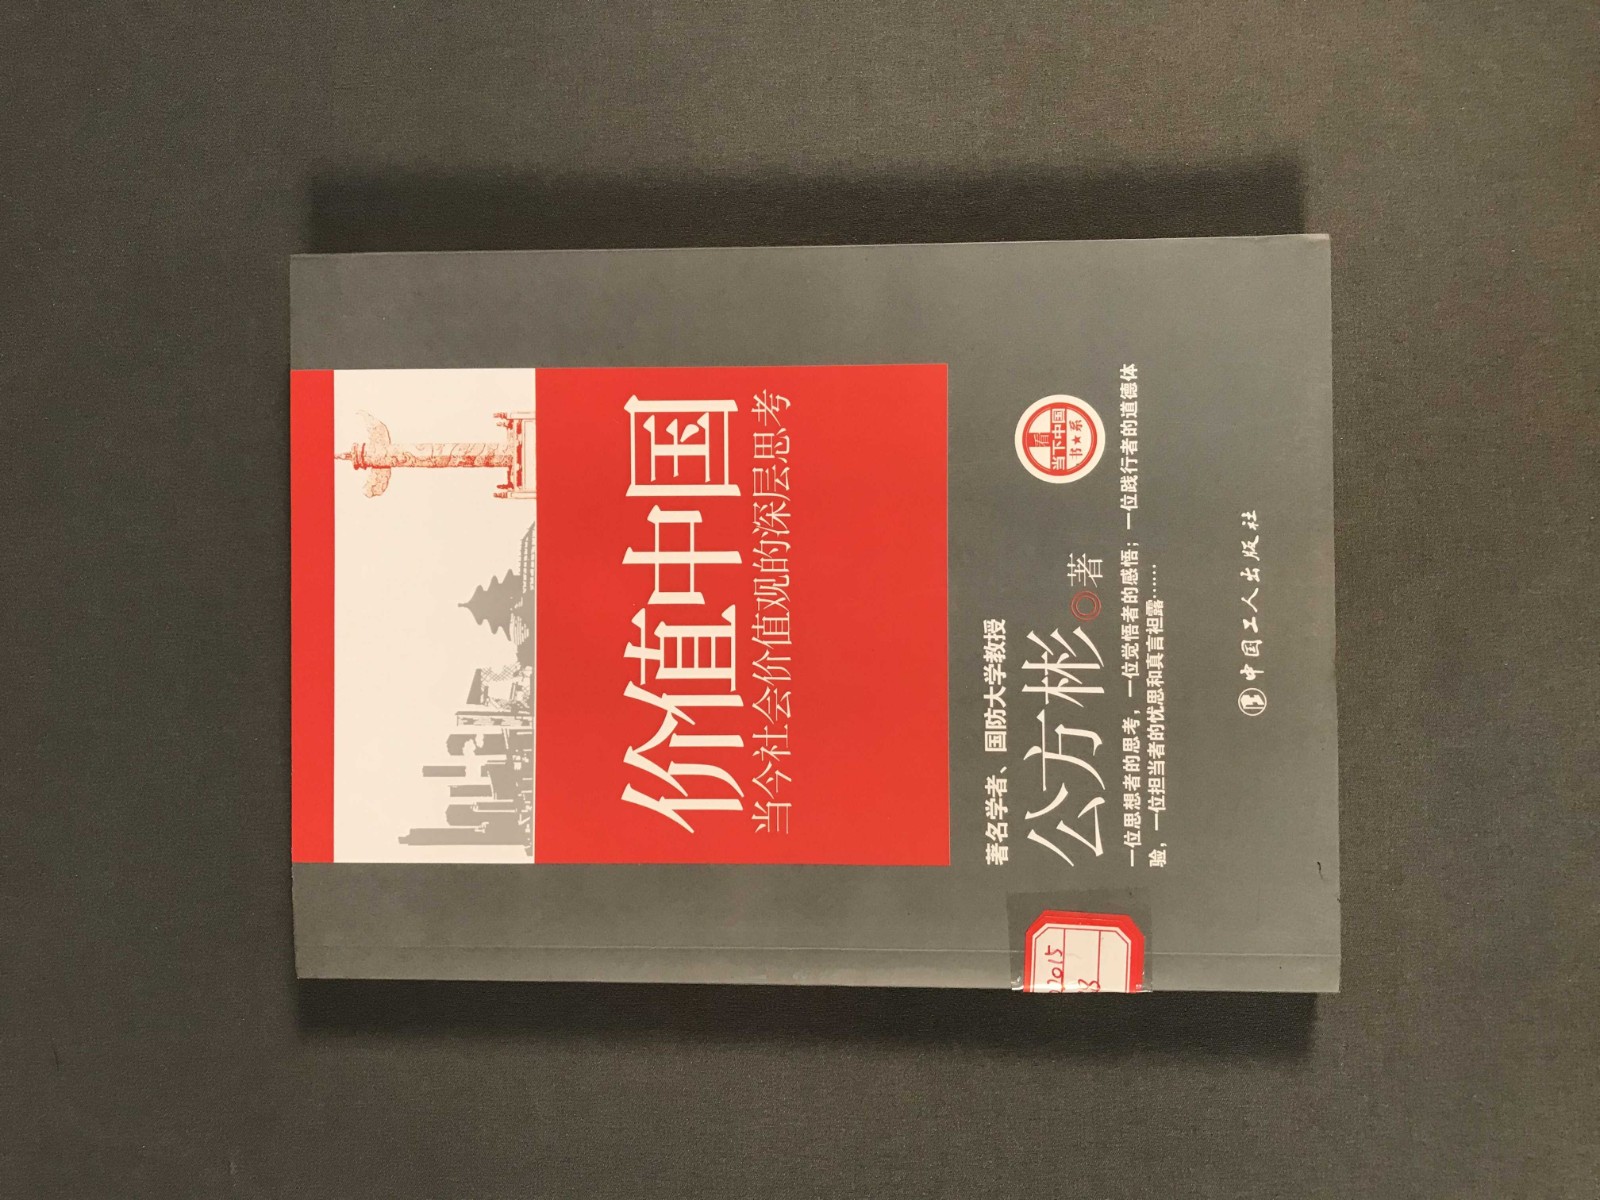 价值中国
当今社会价值观的深层思考
看
当下中国
书★系
著名学者、国防大学教授
公方彬◎著
一位思想者的思考，一位觉悟者的感悟；一位践行者的道德体
验，一位担当者的忧思和真言袒露……
中国工人出版社
2015